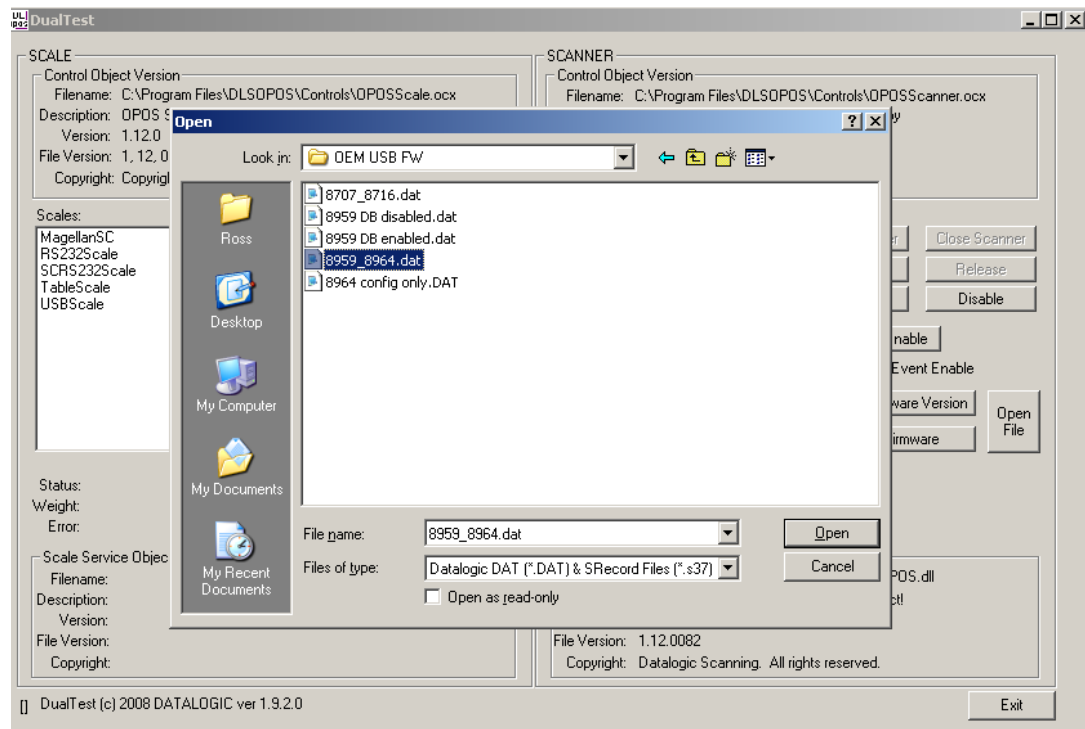 UL
pos DualTest
SCALE
Control Object Version
Filename: C:\Program Files\DLSOPOS\Controls\OPOSScale.ocx
Description: OPOS S
Version: 1.12.0
File Version: 1, 12, 0
Copyright: Copyrigl
Scales:
MagellanSC
RS232Scale
SCRS232Scale
TableScale
USBScale
Status:
Weight:
Error:
Scale Service Objec
Filename:
Description:
Version:
File Version:
Copyright:
SCANNER
Control Object Version
Filename: C:\Program Files\DLSOPOS\Controls\OPOSScanner.ocx
y
Close Scanner
Release
Disable
nable
Event Enable
ware Version
irmware
Open
File
POS.dll
ct!
File Version: 1.12.0082
Copyright: Datalogic Scanning. All rights reserved.
Open
Look in: OEM USB FW
Ross
Desktop
My Computer
My Documents
My Recent
Documents
8707_8716.dat
8959 DB disabled.dat
8959 DB enabled.dat
8959_8964.dat
8964 config only.DAT
File name: 8959_8964.dat
Open
Files of type: Datalogic DAT (*.DAT) & SRecord Files (*.s37)
Cancel
Open as read-only
[] DualTest (c) 2008 DATALOGIC ver 1.9.2.0
Exit